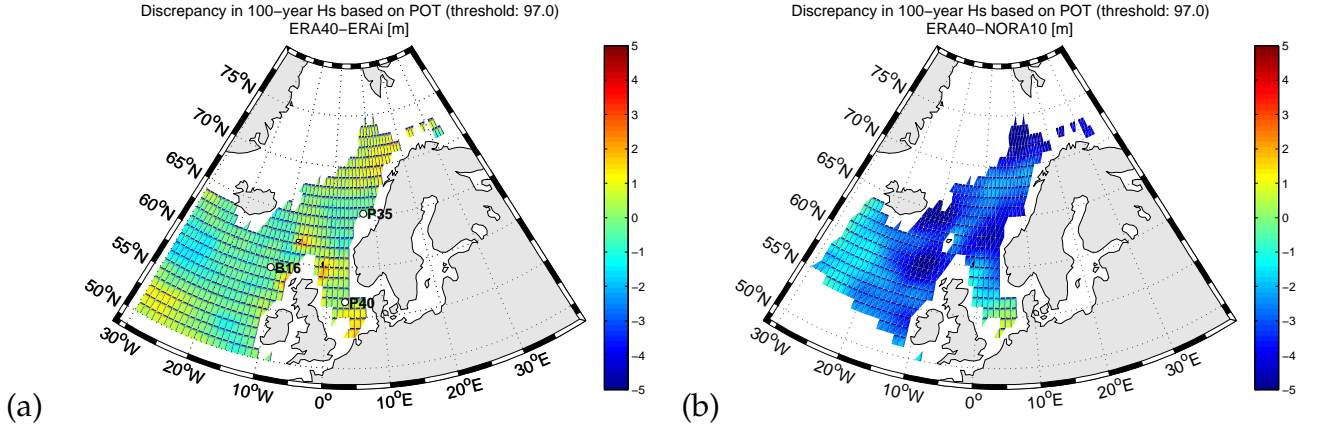 Discrepancy in 100−year Hs based on POT (threshold: 97.0)
ERA40−ERAi [m]
75°N
70°N
65°N
60°N
55°N
50°N
30°W
20°W
10°W
0°
10°E
20°E
30°E
P35
B16
P40
5
4
3
2
1
0
−1
−2
−3
−4
−5
(a)
Discrepancy in 100−year Hs based on POT (threshold: 97.0)
ERA40−NORA10 [m]
75°N
70°N
65°N
60°N
55°N
50°N
30°W
20°W
10°W
0°
10°E
20°E
30°E
5
4
3
2
1
0
−1
−2
−3
−4
−5
(b)